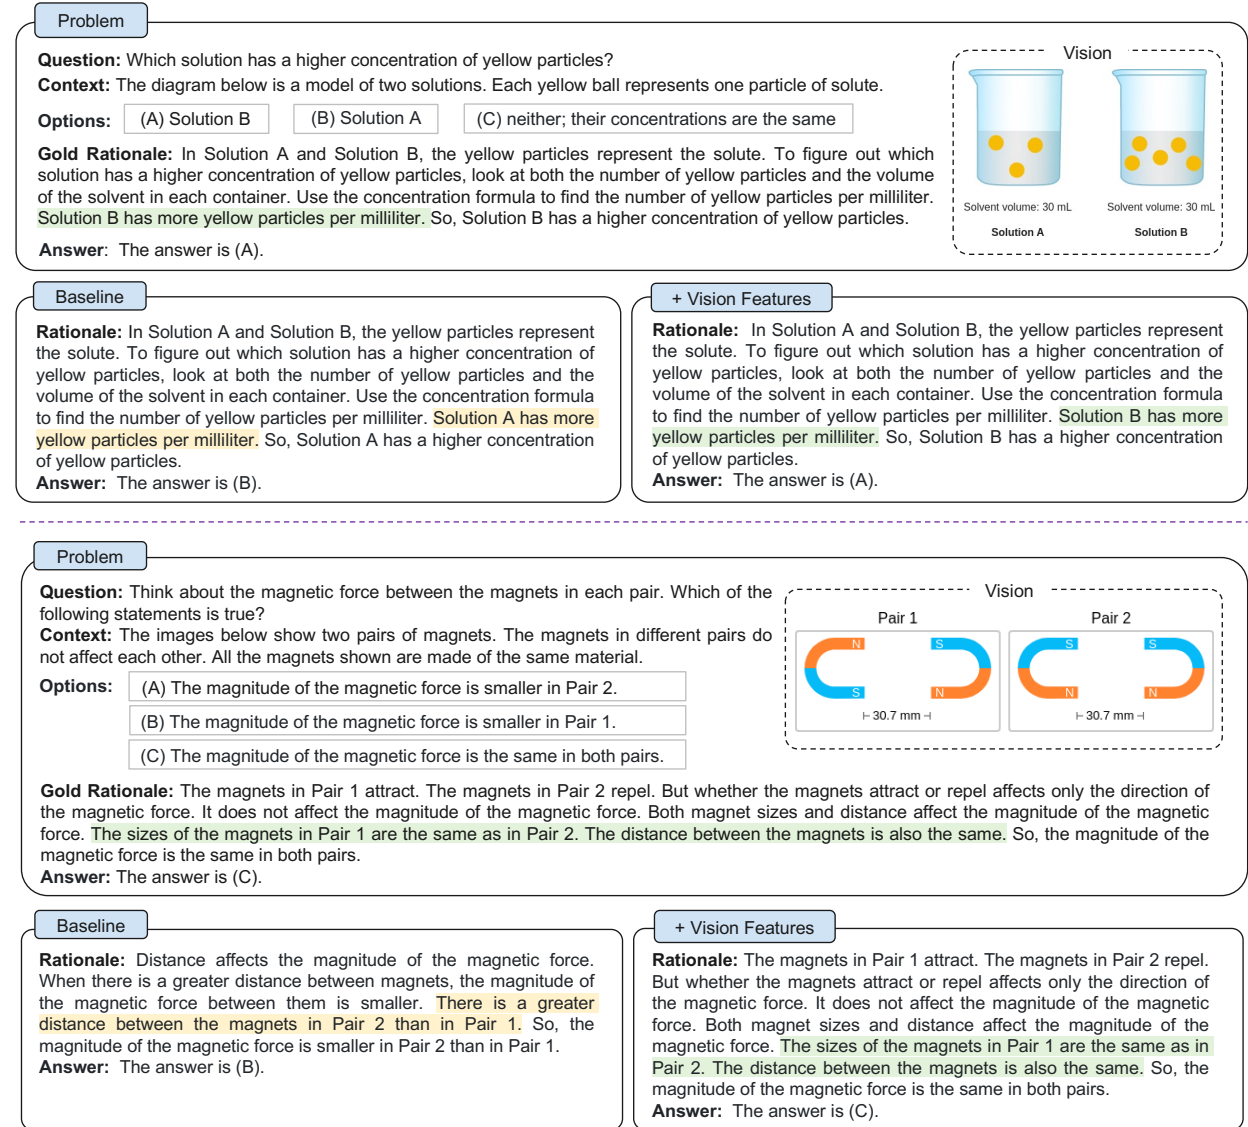 Problem
Question: Which solution has a higher concentration of yellow particles?
Context: The diagram below is a model of two solutions. Each yellow ball represents one particle of solute.
Options: (A) Solution B (B) Solution A (C) neither; their concentrations are the same
Gold Rationale: In Solution A and Solution B, the yellow particles represent the solute. To figure out which
solution has a higher concentration of yellow particles, look at both the number of yellow particles and the volume
of the solvent in each container. Use the concentration formula to find the number of yellow particles per milliliter.
Solution B has more yellow particles per milliliter. So, Solution B has a higher concentration of yellow particles.
Answer: The answer is (A).
Vision
Solvent volume: 30 mL Solvent volume: 30 mL
Solution A Solution B
Baseline
Rationale: In Solution A and Solution B, the yellow particles represent
the solute. To figure out which solution has a higher concentration of
yellow particles, look at both the number of yellow particles and the
volume of the solvent in each container. Use the concentration formula
to find the number of yellow particles per milliliter. Solution A has more
yellow particles per milliliter. So, Solution A has a higher concentration
of yellow particles.
Answer: The answer is (B).
+ Vision Features
Rationale: In Solution A and Solution B, the yellow particles represent
the solute. To figure out which solution has a higher concentration of
yellow particles, look at both the number of yellow particles and the
volume of the solvent in each container. Use the concentration formula
to find the number of yellow particles per milliliter. Solution B has more
yellow particles per milliliter. So, Solution B has a higher concentration
of yellow particles.
Answer: The answer is (A).
Problem
Question: Think about the magnetic force between the magnets in each pair. Which of the
following statements is true?
Context: The images below show two pairs of magnets. The magnets in different pairs do
not affect each other. All the magnets shown are made of the same material.
Options: (A) The magnitude of the magnetic force is smaller in Pair 2.
(B) The magnitude of the magnetic force is smaller in Pair 1.
(C) The magnitude of the magnetic force is the same in both pairs.
Vision
Pair 1 Pair 2
N S S S
S N N N
30.7 mm 30.7 mm
Gold Rationale: The magnets in Pair 1 attract. The magnets in Pair 2 repel. But whether the magnets attract or repel affects only the direction of
the magnetic force. It does not affect the magnitude of the magnetic force. Both magnet sizes and distance affect the magnitude of the magnetic
force. The sizes of the magnets in Pair 1 are the same as in Pair 2. The distance between the magnets is also the same. So, the magnitude of the
magnetic force is the same in both pairs.
Answer: The answer is (C).
Baseline
Rationale: Distance affects the magnitude of the magnetic force.
When there is a greater distance between magnets, the magnitude of
the magnetic force between them is smaller. There is a greater
distance between the magnets in Pair 2 than in Pair 1. So, the
magnitude of the magnetic force is smaller in Pair 2 than in Pair 1.
Answer: The answer is (B).
+ Vision Features
Rationale: The magnets in Pair 1 attract. The magnets in Pair 2 repel.
But whether the magnets attract or repel affects only the direction of
the magnetic force. It does not affect the magnitude of the magnetic
force. Both magnet sizes and distance affect the magnitude of the
magnetic force. The sizes of the magnets in Pair 1 are the same as in
Pair 2. The distance between the magnets is also the same. So, the
magnitude of the magnetic force is the same in both pairs.
Answer: The answer is (C).